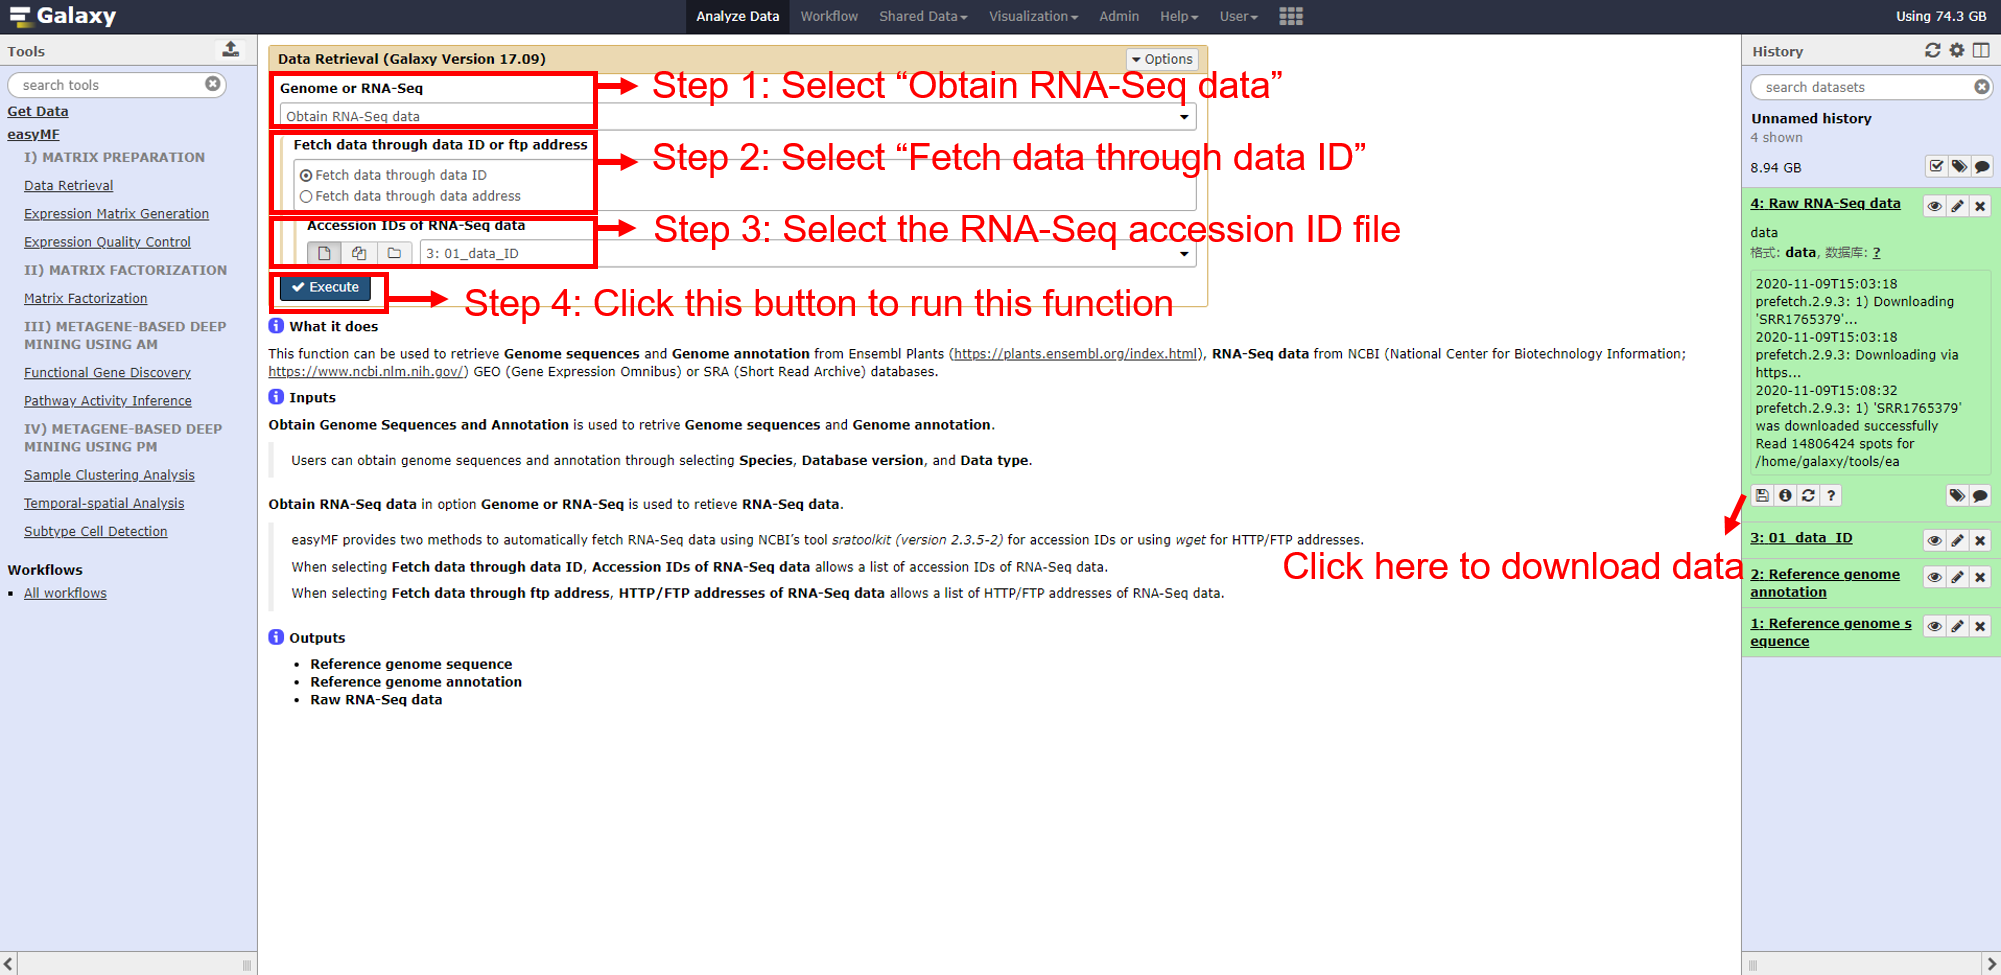 Galaxy
Analyze Data Workflow Shared Data Visualization Admin Help User
Using 74.3 GB
Tools
search tools
Get Data
easyMF
I) MATRIX PREPARATION
Data Retrieval
Expression Matrix Generation
Expression Quality Control
II) MATRIX FACTORIZATION
Matrix Factorization
III) METAGENE-BASED DEEP
MINING USING AM
Functional Gene Discovery
Pathway Activity Inference
IV) METAGENE-BASED DEEP
MINING USING PM
Sample Clustering Analysis
Temporal-spatial Analysis
Subtype Cell Detection
Workflows
All workflows
Data Retrieval (Galaxy Version 17.09)
Options
Genome or RNA-Seq
Obtain RNA-Seq data
Step 1: Select “Obtain RNA-Seq data”
Fetch data through data ID or ftp address
Fetch data through data ID
Fetch data through data address
Step 2: Select “Fetch data through data ID”
Accession IDs of RNA-Seq data
3: 01_data_ID
Step 3: Select the RNA-Seq accession ID file
Execute
Step 4: Click this button to run this function
What it does
This function can be used to retrieve Genome sequences and Genome annotation from Ensembl Plants (https://plants.ensembl.org/index.html), RNA-Seq data from NCBI (National Center for Biotechnology Information;
https://www.ncbi.nlm.nih.gov/) GEO (Gene Expression Omnibus) or SRA (Short Read Archive) databases.
Inputs
Obtain Genome Sequences and Annotation is used to retrive Genome sequences and Genome annotation.
Users can obtain genome sequences and annotation through selecting Species, Database version, and Data type.
Obtain RNA-Seq data in option Genome or RNA-Seq is used to retieve RNA-Seq data.
easyMF provides two methods to automatically fetch RNA-Seq data using NCBI's tool sratoolkit (version 2.3.5-2) for accession IDs or using wget for HTTP/FTP addresses.
When selecting Fetch data through data ID, Accession IDs of RNA-Seq data allows a list of accession IDs of RNA-Seq data.
When selecting Fetch data through ftp address, HTTP/FTP addresses of RNA-Seq data allows a list of HTTP/FTP addresses of RNA-Seq data.
Outputs
Reference genome sequence
Reference genome annotation
Raw RNA-Seq data
History
search datasets
Unnamed history
4 shown
8.94 GB
4: Raw RNA-Seq data
data
格式: data, 数据库: ?
2020-11-09T15:03:18
prefetch.2.9.3: 1) Downloading
'SRR1765379'...
2020-11-09T15:03:18
prefetch.2.9.3: Downloading via
https...
2020-11-09T15:08:32
prefetch.2.9.3: 1) 'SRR1765379'
was downloaded successfully
Read 14806424 spots for
/home/galaxy/tools/ea
?
Click here to download data
3: 01_data_ID
2: Reference genome
annotation
1: Reference genome s
equence